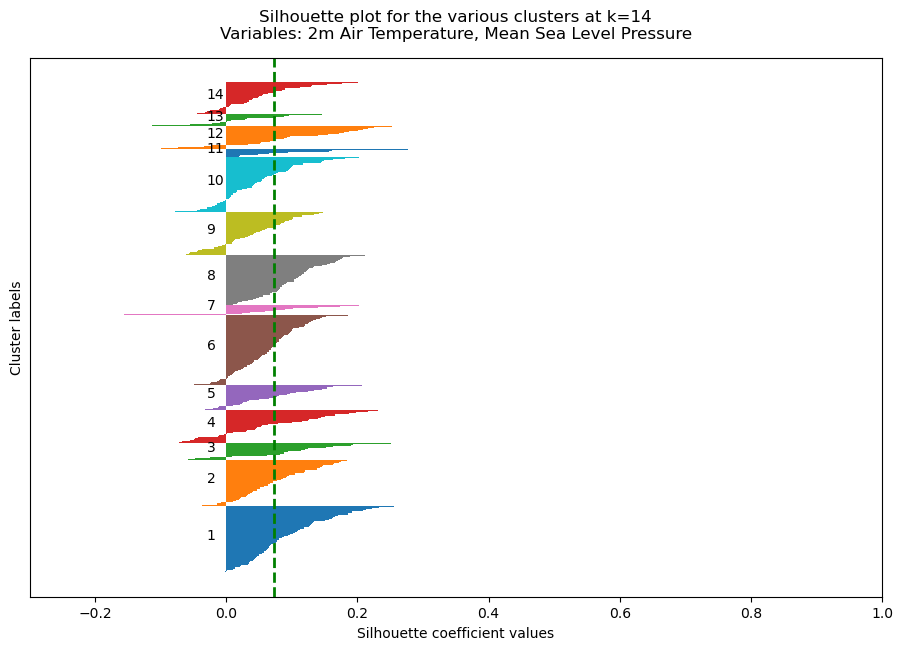 Silhouette plot for the various clusters at k=14
Variables: 2m Air Temperature, Mean Sea Level Pressure
Cluster labels
14
13
12
11
10
9
8
7
6
5
4
3
2
1
−0.2 0.0 0.2 0.4 0.6 0.8 1.0
Silhouette coefficient values